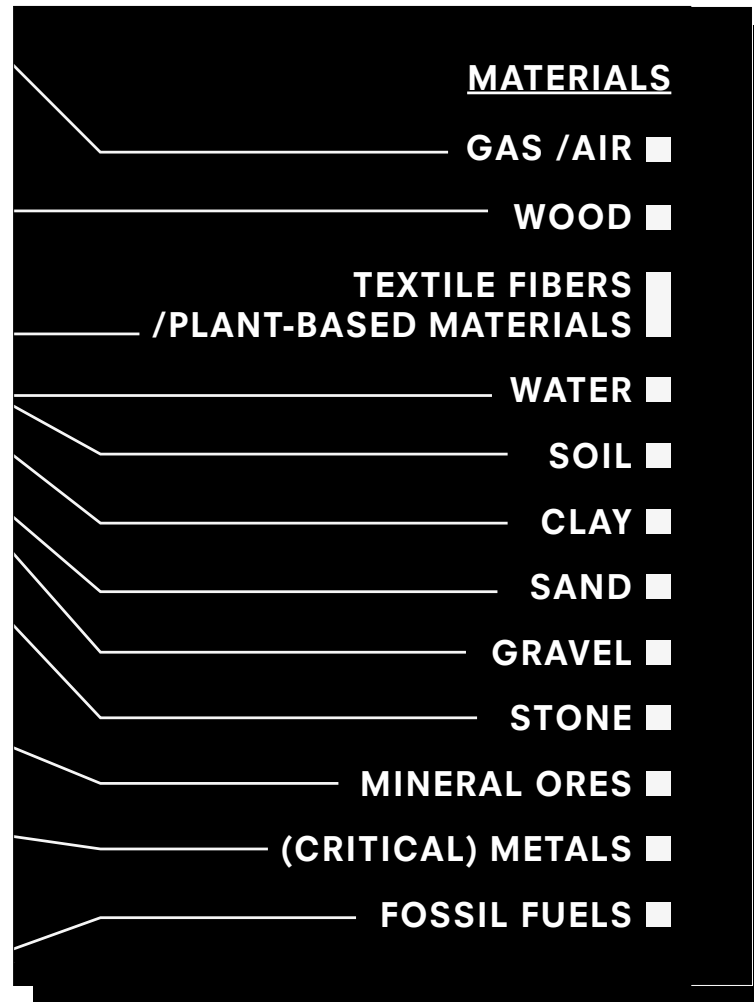 MATERIALS
GAS /AIR
WOOD
TEXTILE FIBERS
/PLANT-BASED MATERIALS
WATER
SOIL
CLAY
SAND
GRAVEL
STONE
MINERAL ORES
(CRITICAL) METALS
FOSSIL FUELS